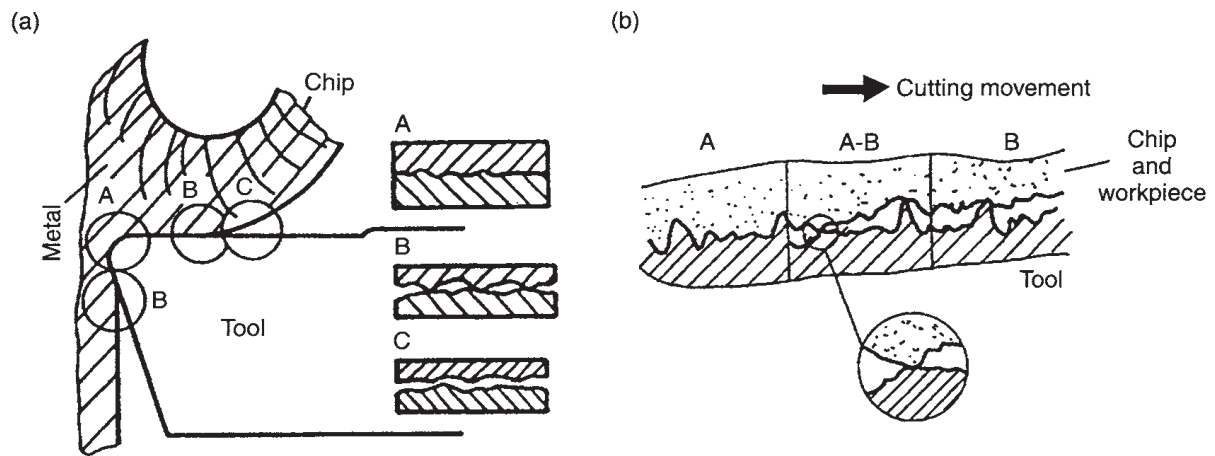 (a)
Chip
Metal
A
B
C
B
Tool
A
B
C
(b)
Cutting movement
A
A-B
B
Chip
and
workpiece
Tool